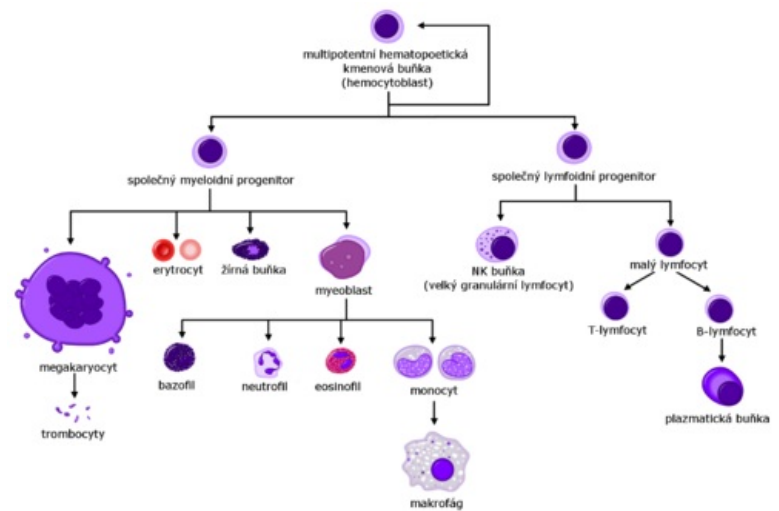 multipotentní hematopoetická
kmenová buňka
(hemocytoblast)
společný myeloidní progenitor
společný lymfoidní progenitor
erytrocyt
žírná buňka
myeoblast
NK buňka
(velký granulární lymfocyt)
malý lymfocyt
T-lymfocyt
B-lymfocyt
megakaryocyt
bazofil
neutrofil
eosinofil
monocyt
plazmatická buňka
trombocyty
makrofág